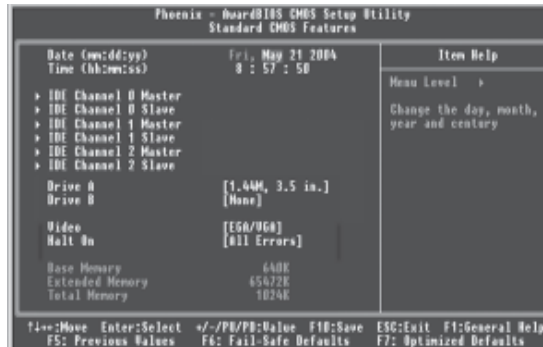 Phoenix - AwardBIOS CMOS Setup Utility
Standard CMOS Features
Date (mm:dd:yy) Fri, May 21 2004
Time (hh:mm:ss) 8 : 57 : 50
Item Help
Menu Level ▸
Change the day, month,
year and century
▸ IDE Channel 0 Master
▸ IDE Channel 0 Slave
▸ IDE Channel 1 Master
▸ IDE Channel 1 Slave
▸ IDE Channel 2 Master
▸ IDE Channel 2 Slave
Drive A [1.44M, 3.5 in.]
Drive B [None]
Video [EGA/VGA]
Halt On [All Errors]
Base Memory 640K
Extended Memory 65472K
Total Memory 1024K
↑↓→←:Move Enter:Select +/-/PU/PD:Value F10:Save ESC:Exit F1:General Help
F5: Previous Values F6: Fail-Safe Defaults F7: Optimized Defaults